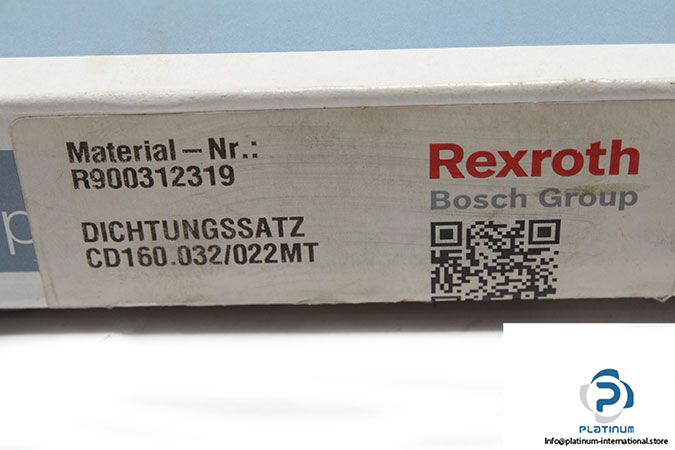 Material – Nr.:
R900312319
DICHTUNGSSATZ
CD160.032/022MT
Rexroth
Bosch Group
p
PLATINUM
Info@platinum-international.store